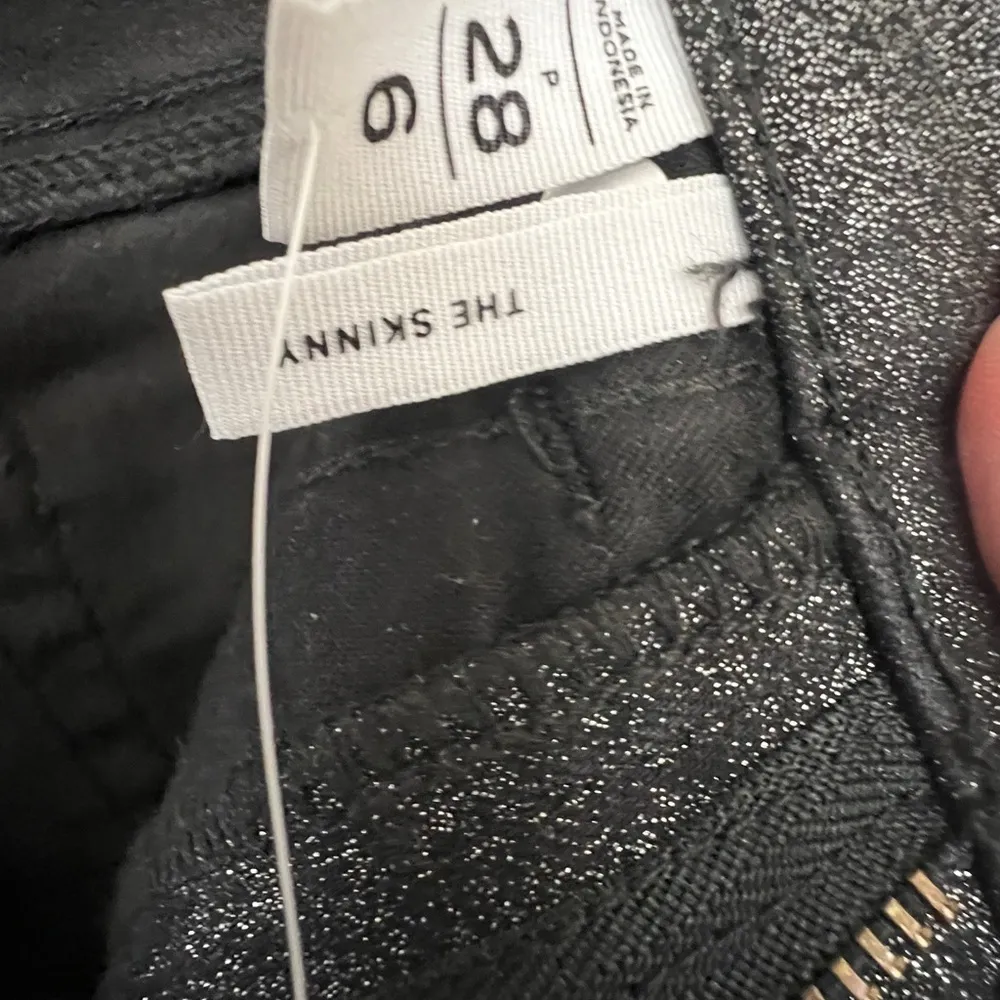 MADE IN
INDONESIA
28 P
6
THE SKINNY